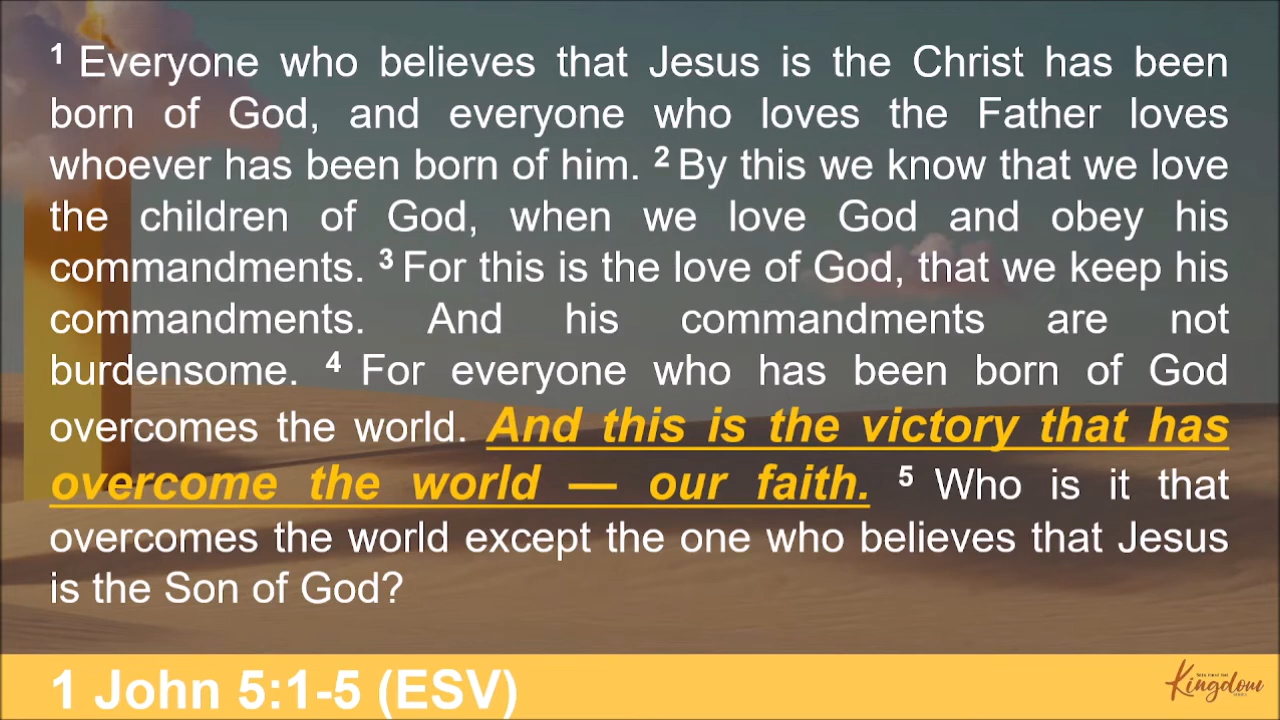 ¹ Everyone who believes that Jesus is the Christ has been
born of God, and everyone who loves the Father loves
whoever has been born of him. ² By this we know that we love
the children of God, when we love God and obey his
commandments. ³ For this is the love of God, that we keep his
commandments. And his commandments are not
burdensome. ⁴ For everyone who has been born of God
overcomes the world. And this is the victory that has
overcome the world — our faith. ⁵ Who is it that
overcomes the world except the one who believes that Jesus
is the Son of God?
1 John 5:1-5 (ESV)
Kingdom